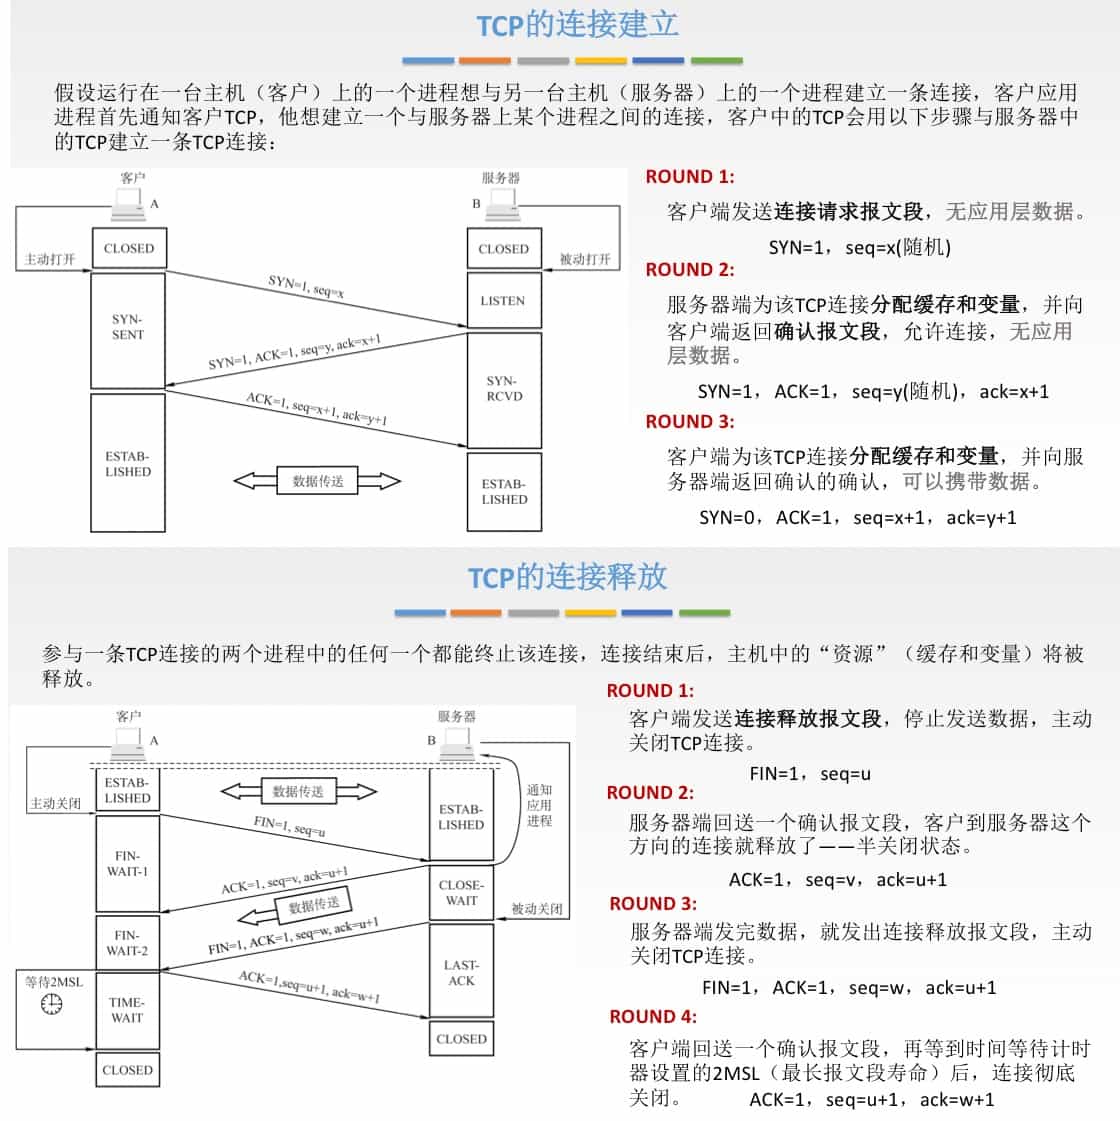 TCP的连接建立
假设运行在一台主机（客户）上的一个进程想与另一台主机（服务器）上的一个进程建立一条连接，客户应用
进程首先通知客户TCP，他想建立一个与服务器上某个进程之间的连接，客户中的TCP会用以下步骤与服务器中
的TCP建立一条TCP连接：
客户
A
服务器
B
主动打开
CLOSED
CLOSED
被动打开
SYN=1, seq=x
LISTEN
SYN-
SENT
SYN=1, ACK=1, seq=y, ack=x+1
SYN-
RCVD
ACK=1, seq=x+1, ack=y+1
ESTAB-
LISHED
数据传送
ESTAB-
LISHED
ROUND 1:
客户端发送连接请求报文段，无应用层数据。
SYN=1，seq=x(随机)
ROUND 2:
服务器端为该TCP连接分配缓存和变量，并向
客户端返回确认报文段，允许连接，无应用
层数据。
SYN=1，ACK=1，seq=y(随机)，ack=x+1
ROUND 3:
客户端为该TCP连接分配缓存和变量，并向服
务器端返回确认的确认，可以携带数据。
SYN=0，ACK=1，seq=x+1，ack=y+1
TCP的连接释放
参与一条TCP连接的两个进程中的任何一个都能终止该连接，连接结束后，主机中的“资源”（缓存和变量）将被
释放。
客户
A
服务器
B
主动关闭
ESTAB-
LISHED
数据传送
ESTAB-
LISHED
通知
应用
进程
FIN=1, seq=u
FIN-
WAIT-1
ACK=1, seq=v, ack=u+1
CLOSE-
WAIT
数据传送
被动关闭
FIN-
WAIT-2
FIN=1, ACK=1, seq=w, ack=u+1
LAST-
ACK
等待2MSL
TIME-
WAIT
ACK=1,seq=u+1, ack=w+1
CLOSED
CLOSED
ROUND 1:
客户端发送连接释放报文段，停止发送数据，主动
关闭TCP连接。
FIN=1，seq=u
ROUND 2:
服务器端回送一个确认报文段，客户到服务器这个
方向的连接就释放了——半关闭状态。
ACK=1，seq=v，ack=u+1
ROUND 3:
服务器端发完数据，就发出连接释放报文段，主动
关闭TCP连接。
FIN=1，ACK=1，seq=w，ack=u+1
ROUND 4:
客户端回送一个确认报文段，再等到时间等待计时
器设置的2MSL（最长报文段寿命）后，连接彻底
关闭。
ACK=1，seq=u+1，ack=w+1